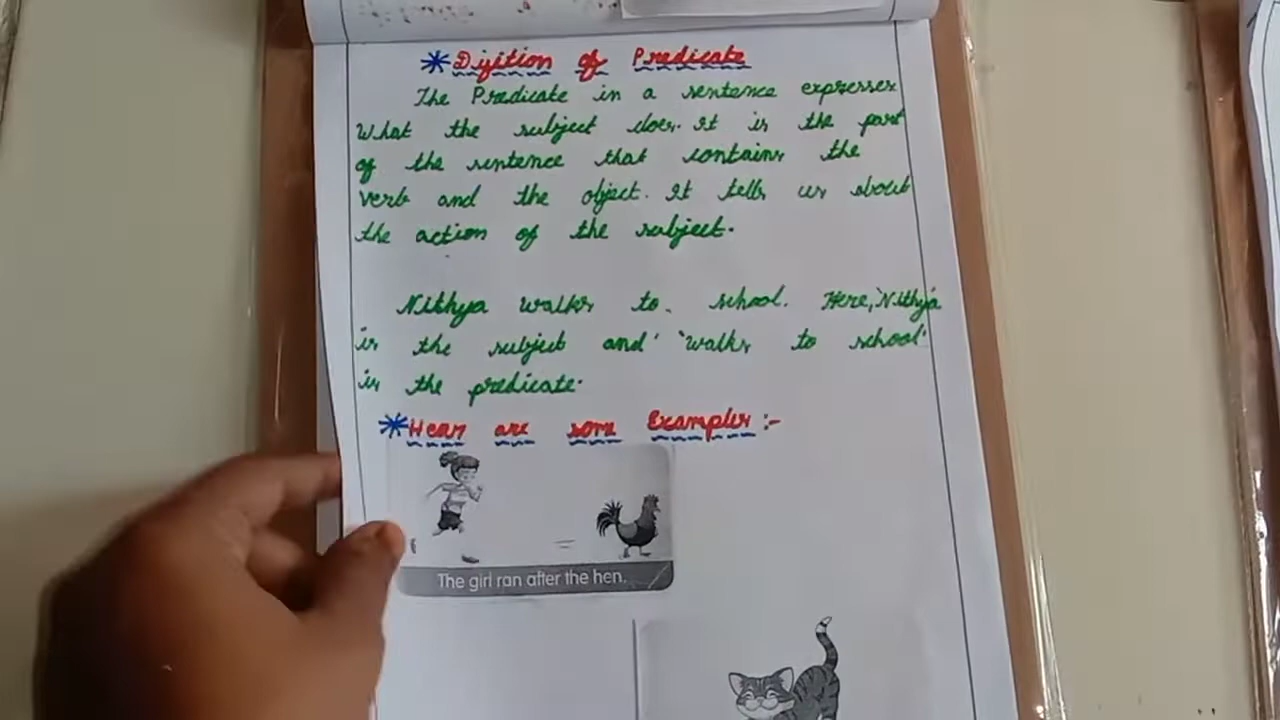 * Difition of Predicate
The Predicate in a sentence expresses
What the subject does. It is the part
of the sentence that contains the
verb and the object. It tells us about
the action of the subject.
Nithya walks to. school. Here, 'Nithya'
is the subject and 'walks to school'
is the predicate.
* Hear are some Examples :-
The girl ran after the hen.